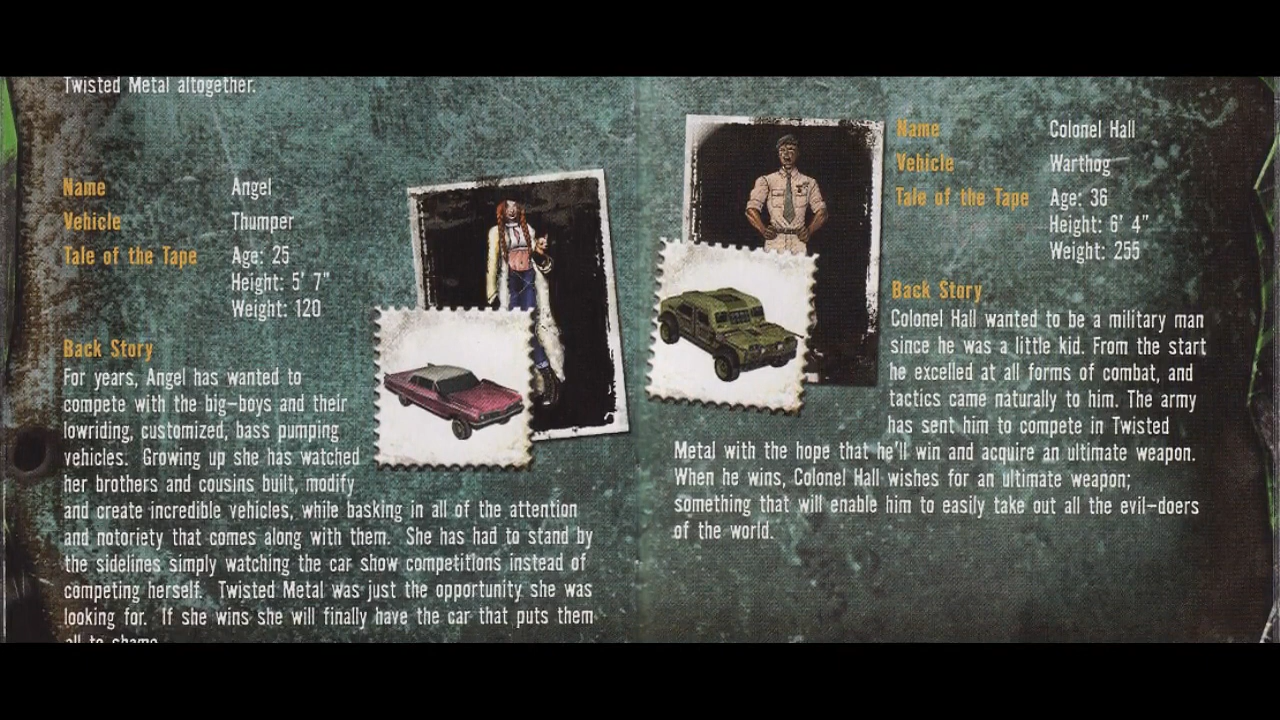 Twisted Metal altogether.
Name Angel
Vehicle Thumper
Tale of the Tape Age: 25
Height: 5' 7"
Weight: 120
Back Story
For years, Angel has wanted to
compete with the big-boys and their
lowriding, customized, bass pumping
vehicles. Growing up she has watched
her brothers and cousins built, modify
and create incredible vehicles, while basking in all of the attention
and notoriety that comes along with them. She has had to stand by
the sidelines simply watching the car show competitions instead of
competing herself. Twisted Metal was just the opportunity she was
looking for. If she wins she will finally have the car that puts them
all to shame.
Name Colonel Hall
Vehicle Warthog
Tale of the Tape Age: 36
Height: 6' 4"
Weight: 255
Back Story
Colonel Hall wanted to be a military man
since he was a little kid. From the start
he excelled at all forms of combat, and
tactics came naturally to him. The army
has sent him to compete in Twisted
Metal with the hope that he'll win and acquire an ultimate weapon.
When he wins, Colonel Hall wishes for an ultimate weapon;
something that will enable him to easily take out all the evil-doers
of the world.